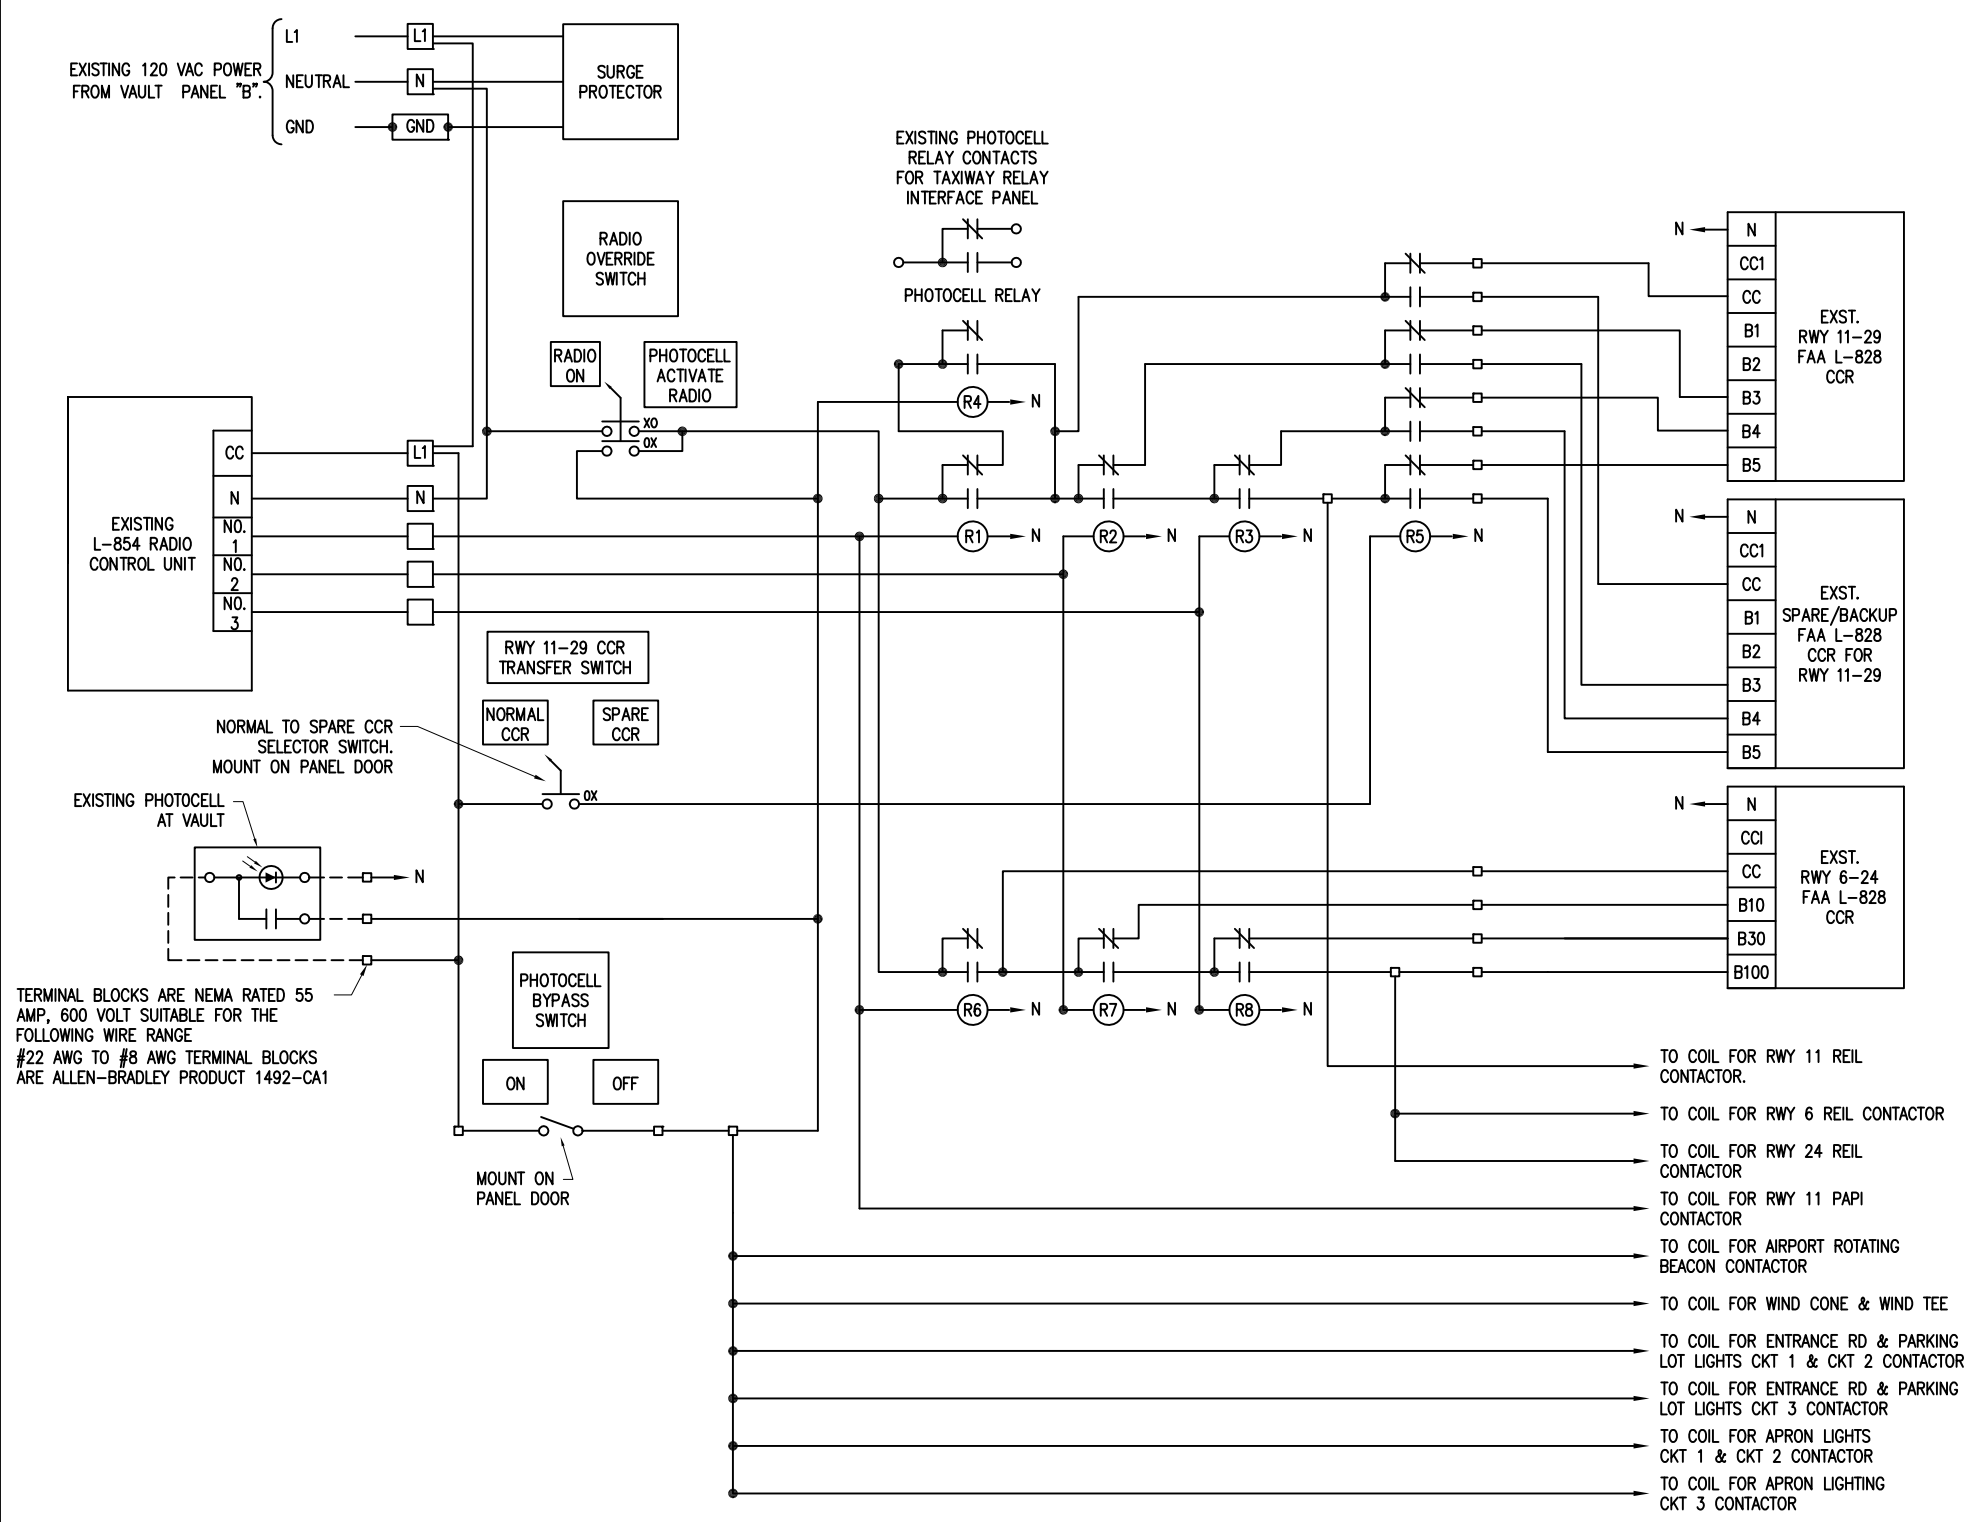 L1
L1
EXISTING 120 VAC POWER
FROM VAULT PANEL "B".
NEUTRAL
N
GND
GND
SURGE
PROTECTOR
EXISTING PHOTOCELL
RELAY CONTACTS
FOR TAXIWAY RELAY
INTERFACE PANEL
PHOTOCELL RELAY
RADIO
OVERRIDE
SWITCH
RADIO
ON
PHOTOCELL
ACTIVATE
RADIO
XO
OX
R4
N
EXISTING
L-854 RADIO
CONTROL UNIT
CC
N
NO.
1
NO.
2
NO.
3
L1
N
R1
N
R2
N
R3
N
R5
N
N
N
CC1
CC
B1
B2
B3
B4
B5
EXST.
RWY 11-29
FAA L-828
CCR
N
N
CC1
CC
B1
B2
B3
B4
B5
EXST.
SPARE/BACKUP
FAA L-828
CCR FOR
RWY 11-29
RWY 11-29 CCR
TRANSFER SWITCH
NORMAL
CCR
SPARE
CCR
NORMAL TO SPARE CCR
SELECTOR SWITCH.
MOUNT ON PANEL DOOR
OX
EXISTING PHOTOCELL
AT VAULT
N
N
N
CCI
CC
B10
B30
B100
EXST.
RWY 6-24
FAA L-828
CCR
R6
N
R7
N
R8
N
TERMINAL BLOCKS ARE NEMA RATED 55
AMP, 600 VOLT SUITABLE FOR THE
FOLLOWING WIRE RANGE
#22 AWG TO #8 AWG TERMINAL BLOCKS
ARE ALLEN-BRADLEY PRODUCT 1492-CA1
PHOTOCELL
BYPASS
SWITCH
ON
OFF
MOUNT ON
PANEL DOOR
TO COIL FOR RWY 11 REIL
CONTACTOR.
TO COIL FOR RWY 6 REIL CONTACTOR
TO COIL FOR RWY 24 REIL
CONTACTOR
TO COIL FOR RWY 11 PAPI
CONTACTOR
TO COIL FOR AIRPORT ROTATING
BEACON CONTACTOR
TO COIL FOR WIND CONE & WIND TEE
TO COIL FOR ENTRANCE RD & PARKING
LOT LIGHTS CKT 1 & CKT 2 CONTACTOR
TO COIL FOR ENTRANCE RD & PARKING
LOT LIGHTS CKT 3 CONTACTOR
TO COIL FOR APRON LIGHTS
CKT 1 & CKT 2 CONTACTOR
TO COIL FOR APRON LIGHTING
CKT 3 CONTACTOR